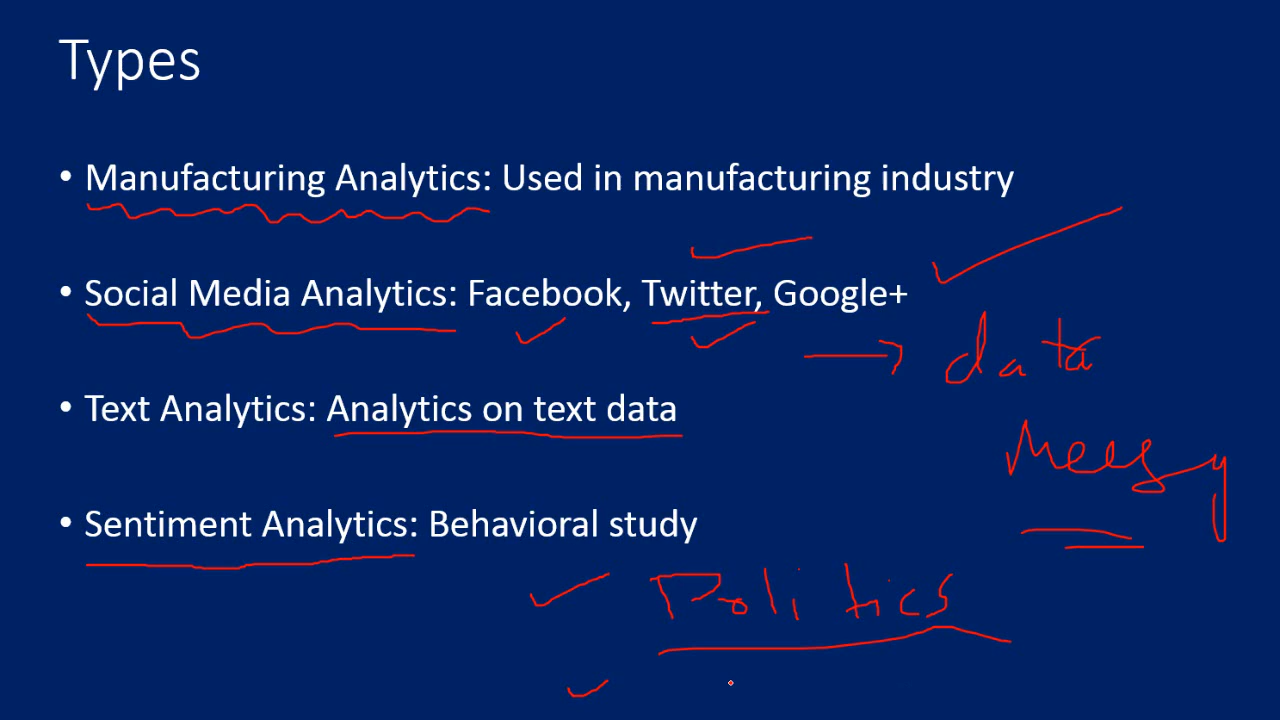 Types
• Manufacturing Analytics: Used in manufacturing industry
• Social Media Analytics: Facebook, Twitter, Google+
data
• Text Analytics: Analytics on text data
• Sentiment Analytics: Behavioral study
Politics